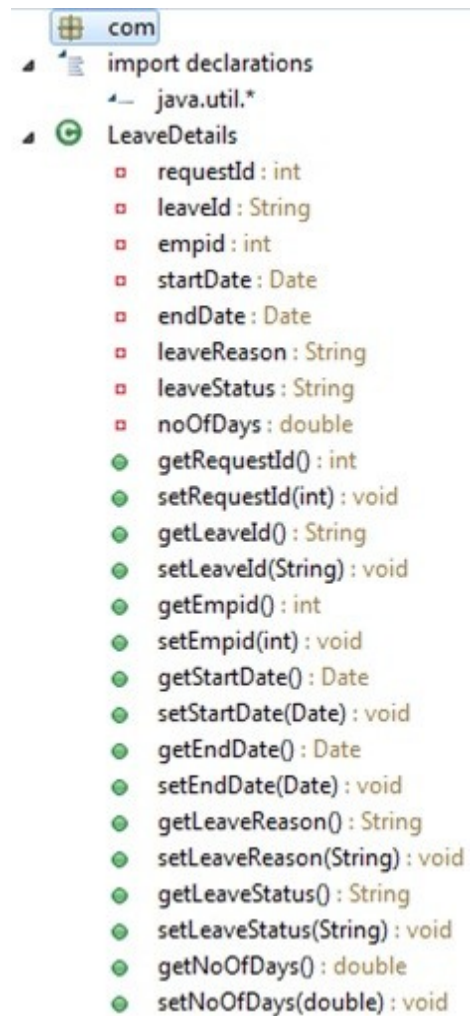 com
import declarations
java.util.*
LeaveDetails
requestId : int
leaveId : String
empid : int
startDate : Date
endDate : Date
leaveReason : String
leaveStatus : String
noOfDays : double
getRequestId() : int
setRequestId(int) : void
getLeaveId() : String
setLeaveId(String) : void
getEmpid() : int
setEmpid(int) : void
getStartDate() : Date
setStartDate(Date) : void
getEndDate() : Date
setEndDate(Date) : void
getLeaveReason() : String
setLeaveReason(String) : void
getLeaveStatus() : String
setLeaveStatus(String) : void
getNoOfDays() : double
setNoOfDays(double) : void